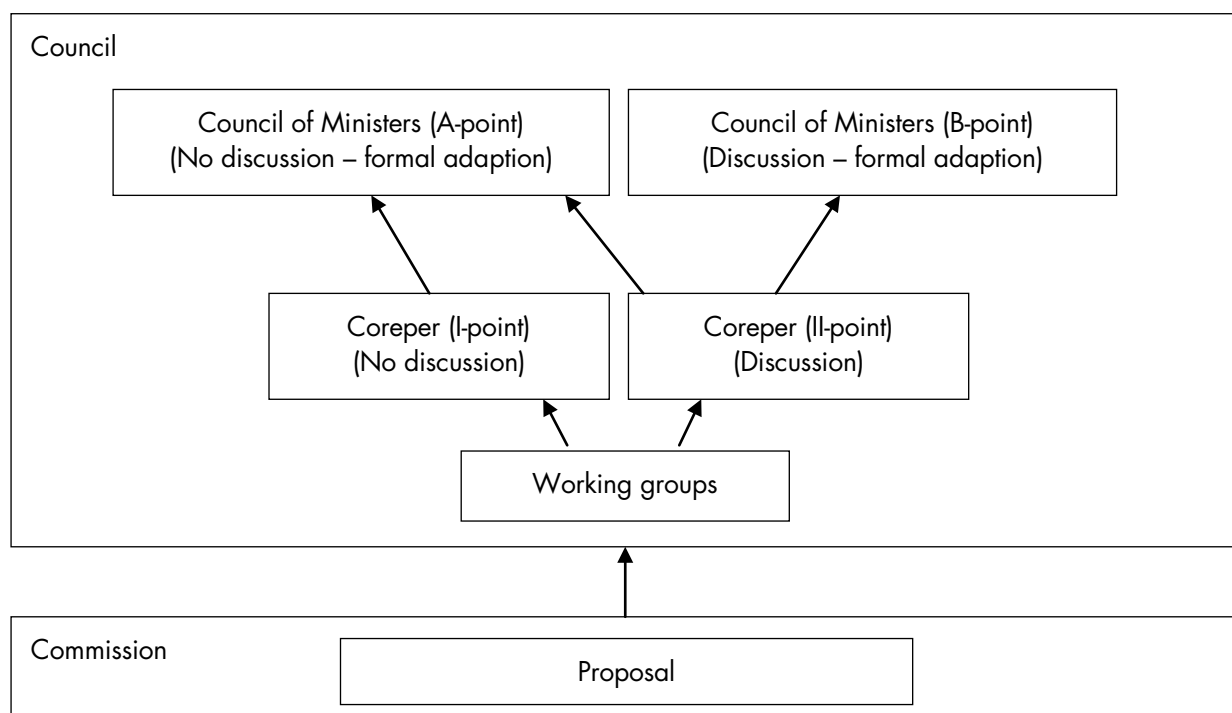 Council
Council of Ministers (A-point)
(No discussion – formal adaption)
Council of Ministers (B-point)
(Discussion – formal adaption)
Coreper (I-point)
(No discussion)
Coreper (II-point)
(Discussion)
Working groups
Commission
Proposal